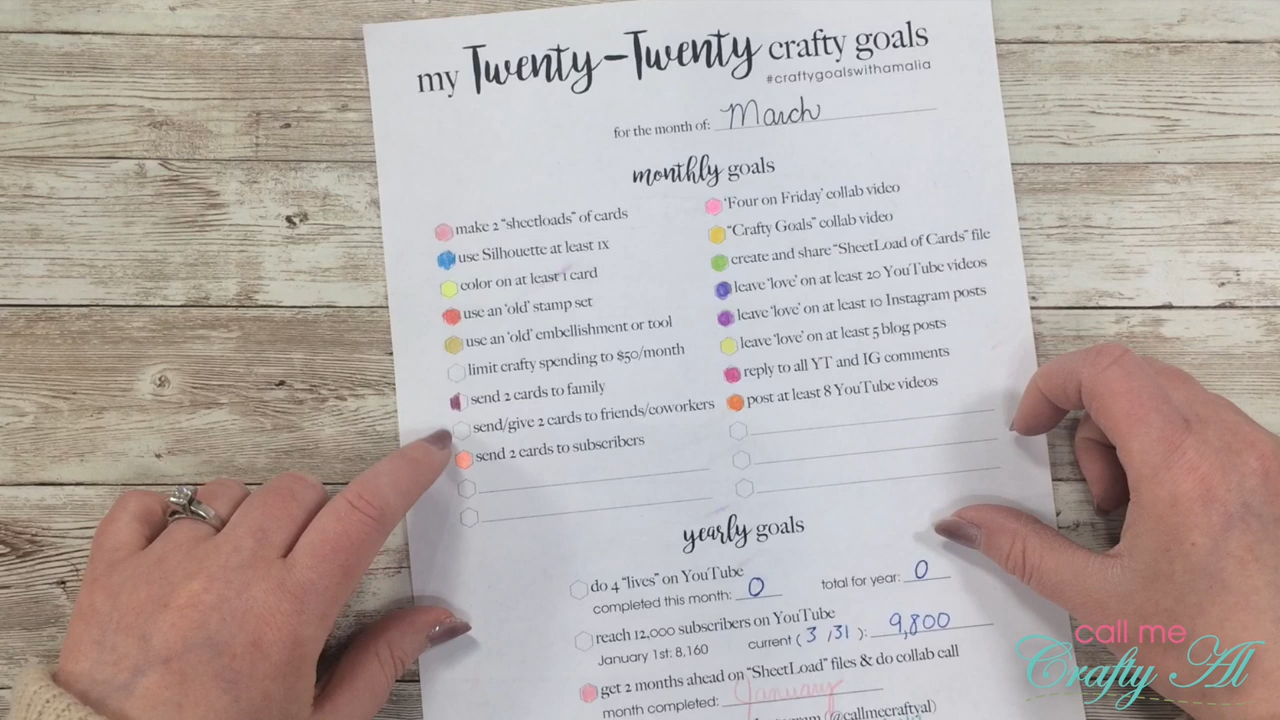 my Twenty-Twenty crafty goals
#craftygoalswithamalia
for the month of: March
monthly goals
make 2 "sheetloads" of cards
use Silhouette at least 1x
color on at least 1 card
use an 'old' stamp set
use an 'old' embellishment or tool
limit crafty spending to $50/month
send 2 cards to family
send/give 2 cards to friends/coworkers
send 2 cards to subscribers
'Four on Friday' collab video
"Crafty Goals" collab video
create and share "SheetLoad of Cards" file
leave 'love' on at least 20 YouTube videos
leave 'love' on at least 10 Instagram posts
leave 'love' on at least 5 blog posts
reply to all YT and IG comments
post at least 8 YouTube videos
yearly goals
do 4 "lives" on YouTube
completed this month: 0 total for year: 0
reach 12,000 subscribers on YouTube
January 1st: 8,160 current (3/31): 9,800
get 2 months ahead on "SheetLoad" files & do collab call
month completed: January
(@callmecraftyal)
call me
Crafty Al